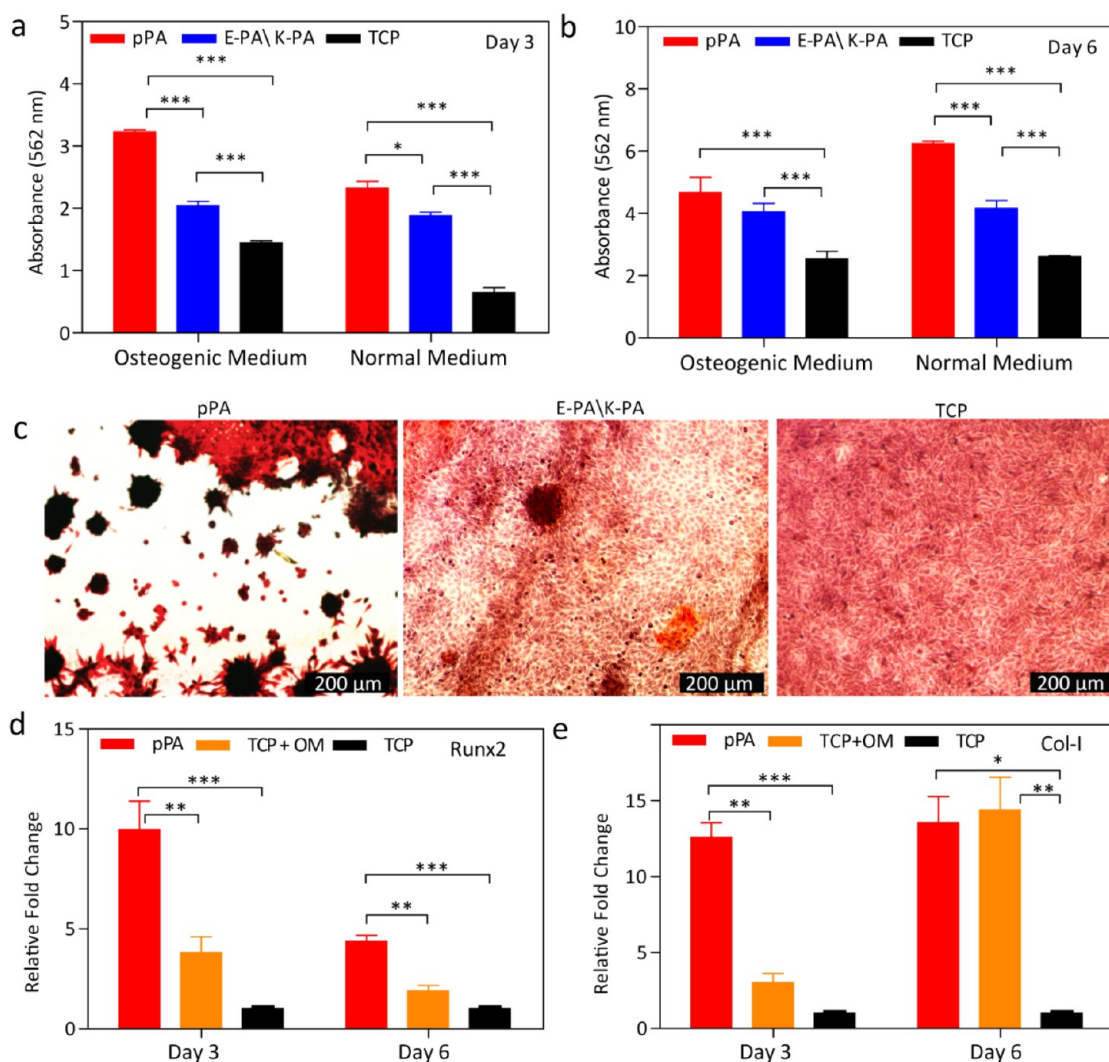 a
5
4
3
2
1
0
Absorbance (562 nm)
pPA E-PA\ K-PA TCP
Day 3
***
***
***
***
*
***
Osteogenic Medium Normal Medium
b
10
8
6
4
2
0
Absorbance (562 nm)
pPA E-PA\K-PA TCP
Day 6
***
***
***
***
***
Osteogenic Medium Normal Medium
c
pPA E-PA\K-PA TCP
200 µm 200 µm 200 µm
d
15
10
5
0
Relative Fold Change
pPA TCP + OM TCP
Runx2
***
**
***
**
Day 3 Day 6
e
15
10
5
0
Relative Fold Change
pPA TCP+OM TCP
Col-I
***
**
*
**
Day 3 Day 6